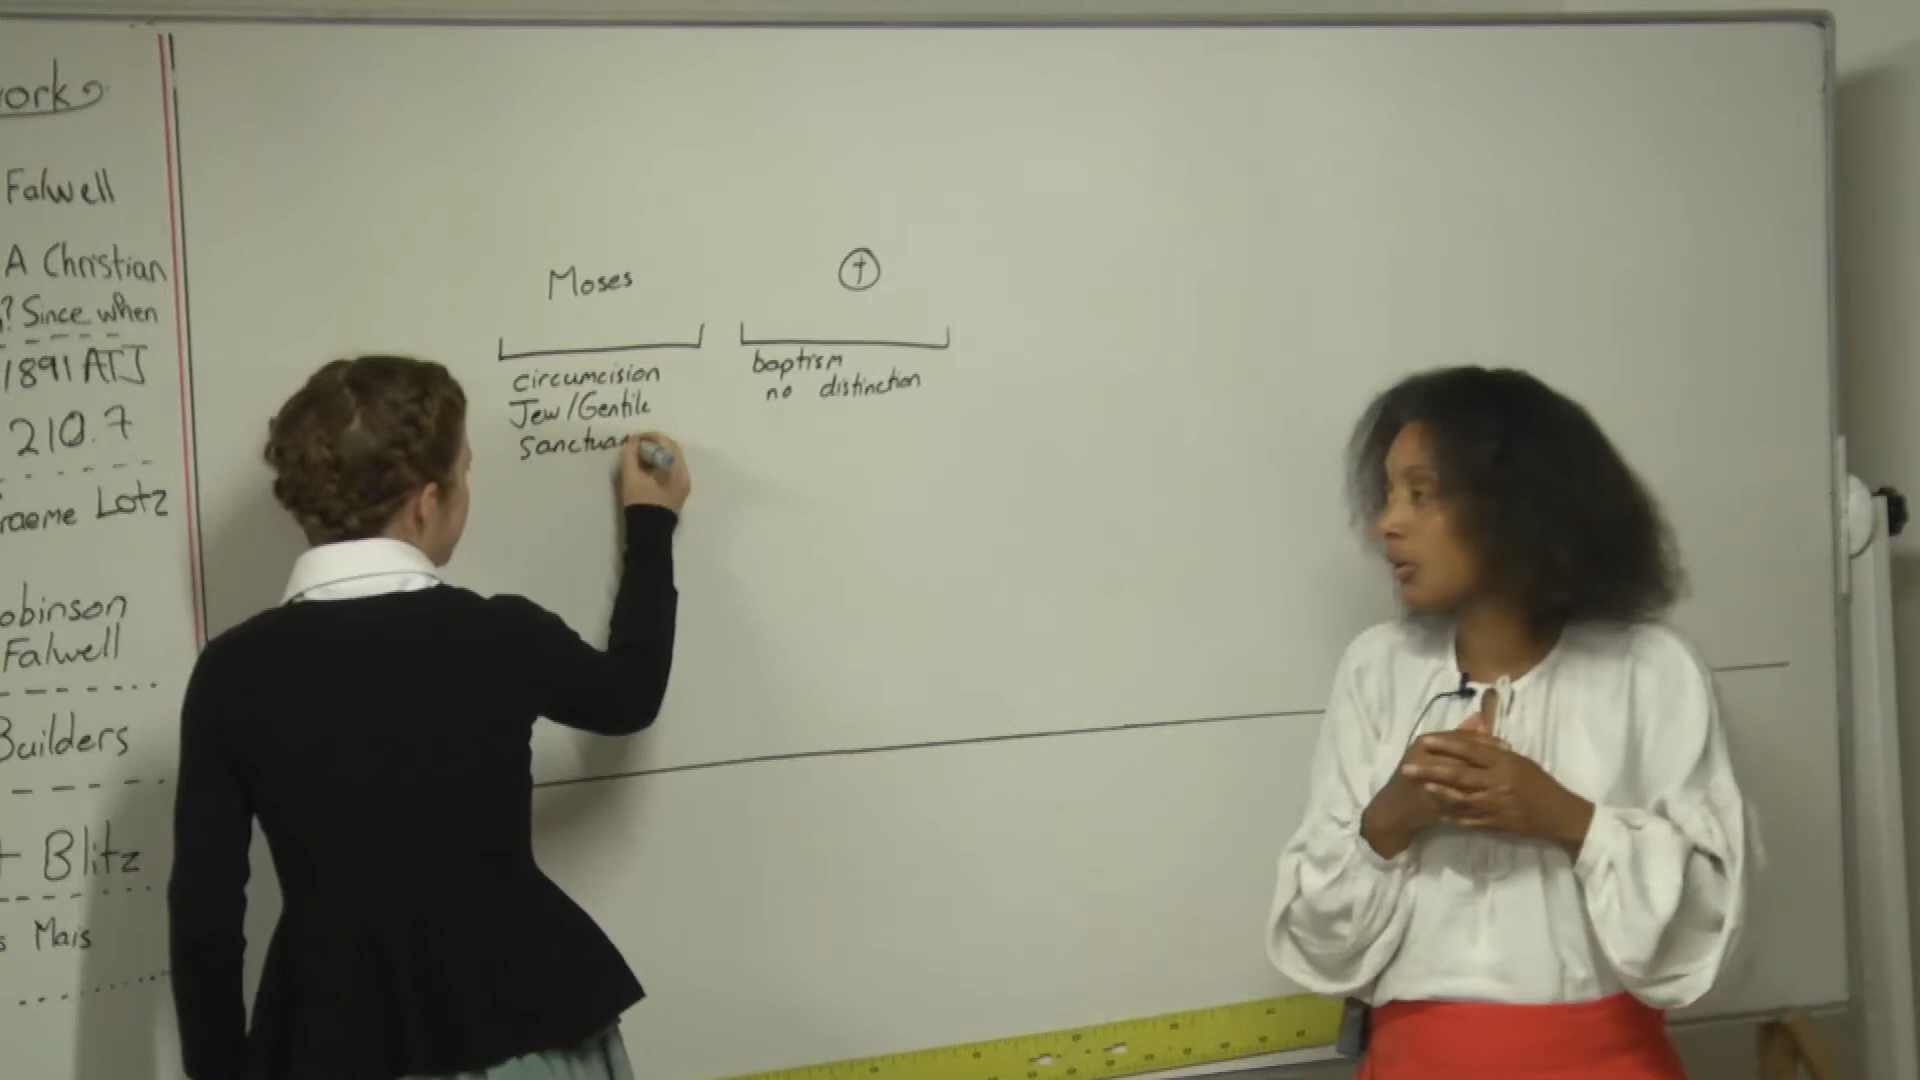 work
Falwell
A Christian
? Since when
1891 ATJ
210.7
raeme Lotz
obinson
Falwell
Builders
+ Blitz
s Mais
Moses
circumcision
Jew/Gentile
Sanctuar
†
baptism
no distinction